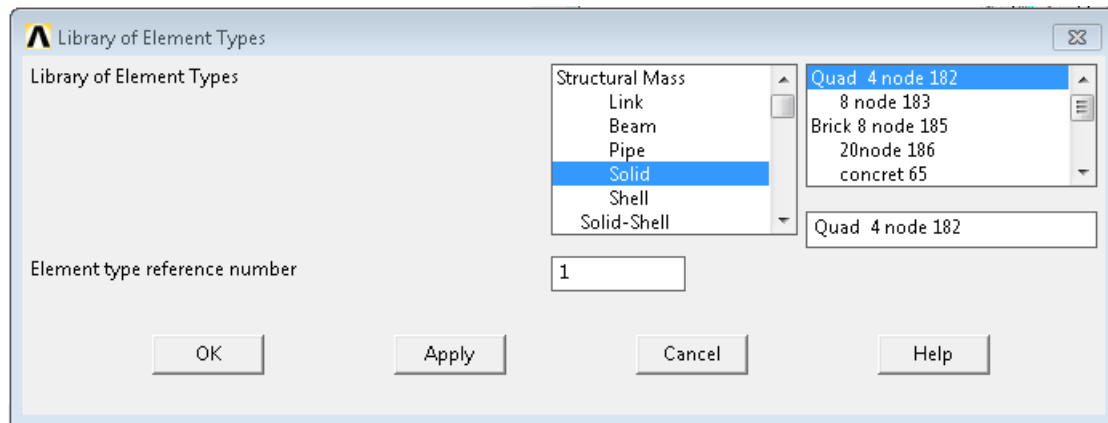 Library of Element Types
Library of Element Types
Structural Mass
Link
Beam
Pipe
Solid
Shell
Solid-Shell
Quad 4 node 182
8 node 183
Brick 8 node 185
20node 186
concret 65
Quad 4 node 182
Element type reference number
1
OK
Apply
Cancel
Help